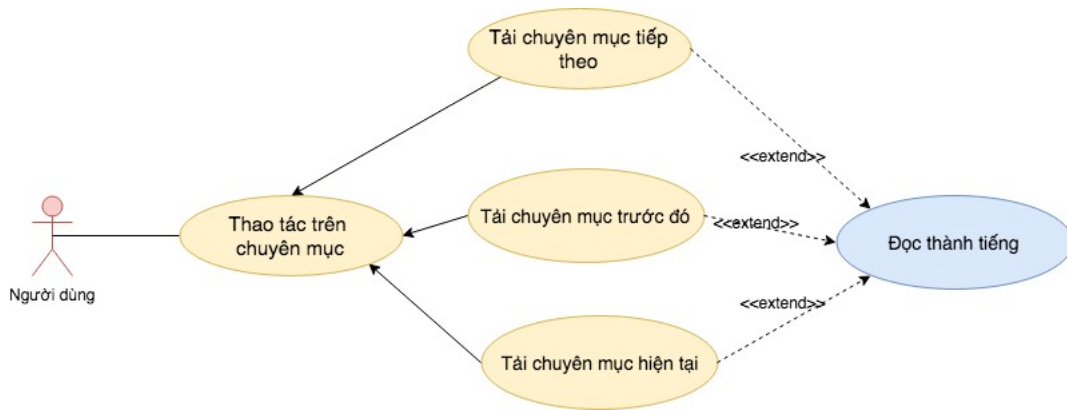 Tải chuyên mục tiếp
theo
<<extend>>
Thao tác trên
chuyên mục
Tải chuyên mục trước đó
<<extend>>
Đọc thành tiếng
Người dùng
<<extend>>
Tải chuyên mục hiện tại